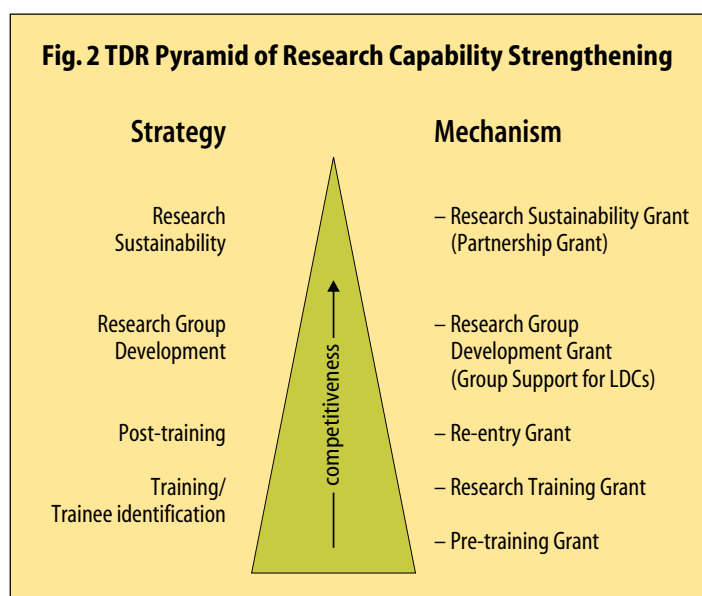 Fig. 2 TDR Pyramid of Research Capability Strengthening
Strategy
Mechanism
Research
Sustainability
– Research Sustainability Grant
(Partnership Grant)
Research Group
Development
– Research Group
Development Grant
(Group Support for LDCs)
Post-training
– Re-entry Grant
Training/
Trainee identification
– Research Training Grant
– Pre-training Grant
competitiveness